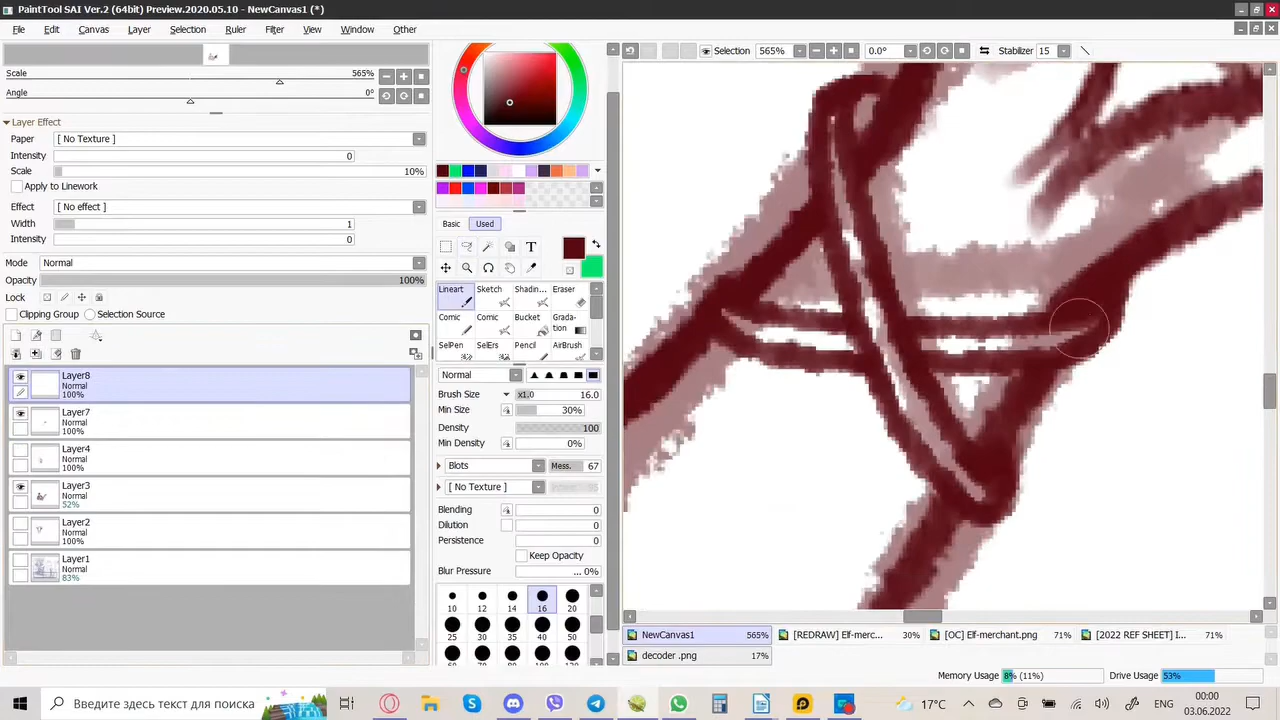 PaintTool SAI Ver.2 (64bit) Preview.2020.05.10 - NewCanvas1 (*)
File Edit Canvas Layer Selection Ruler Filter View Window Other
Selection 565% 0.0° Stabilizer 15
Scale 565%
Angle 0°
Layer Effect
Paper [ No Texture ]
Intensity 0
Scale 10%
Apply to Linework
Effect [ No effect ]
Width 1
Intensity 0
Mode Normal
Opacity 100%
Lock
Clipping Group Selection Source
Layer8
Normal
100%
Layer7
Normal
100%
Layer4
Normal
100%
Layer3
Normal
52%
Layer2
Normal
100%
Layer1
Normal
83%
Basic Used
T
Lineart Sketch Shadin... Eraser
Comic Comic Bucket Grada-
tion
SelPen SelErs Pencil AirBrush
Normal
Brush Size x1.0 16.0
Min Size 30%
Density 100
Min Density 0%
Blots Mess. 67
[ No Texture ]
Blending 0
Dilution 0
Persistence 0
Keep Opacity
Blur Pressure ... 0%
10 12 14 16 20
25 30 35 40 50
NewCanvas1 565% [REDRAW] Elf-merc... 30% [OC] Elf-merchant.png 71% [2022 REF SHEET] I... 71%
decoder .png 17%
Memory Usage 8% (11%) Drive Usage 53%
Введите здесь текст для поиска
17°C ENG 00:00
03.06.2022